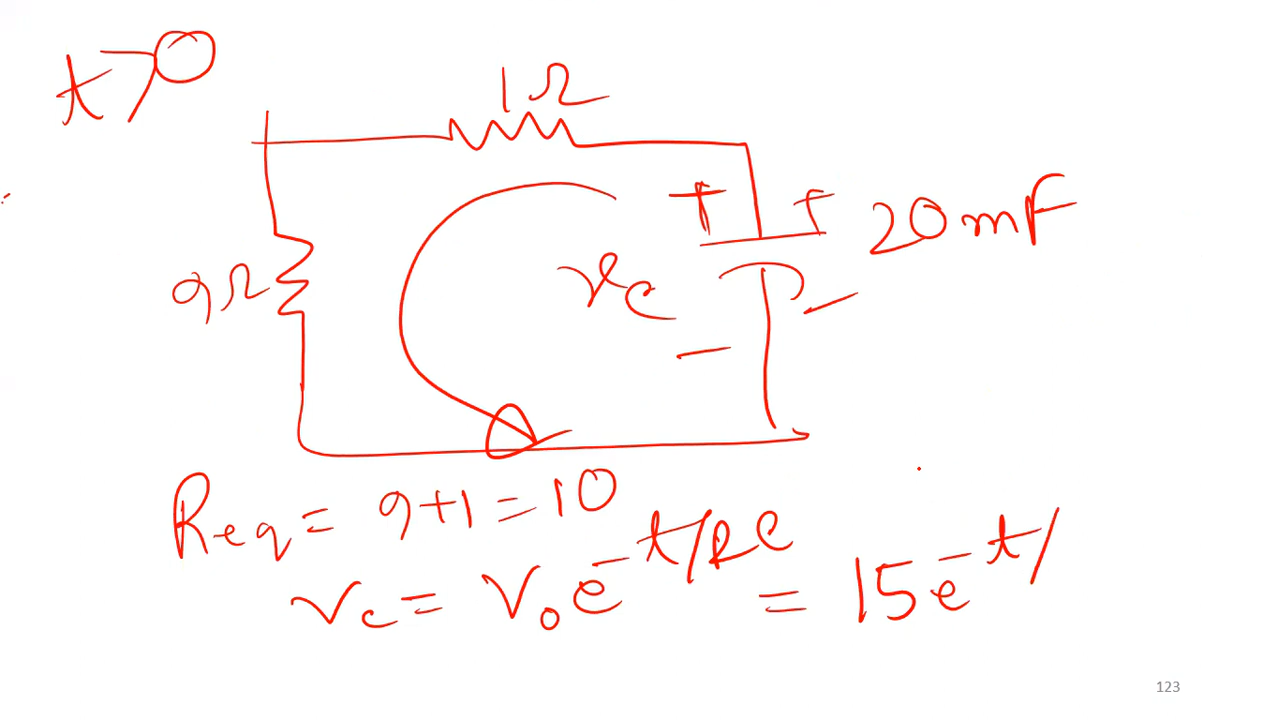 t>0
1Ω
+ + 20mF
9Ω
vc
- -
Req = 9+1=10
vc = V₀e^-t/RC = 15e^-t/
123